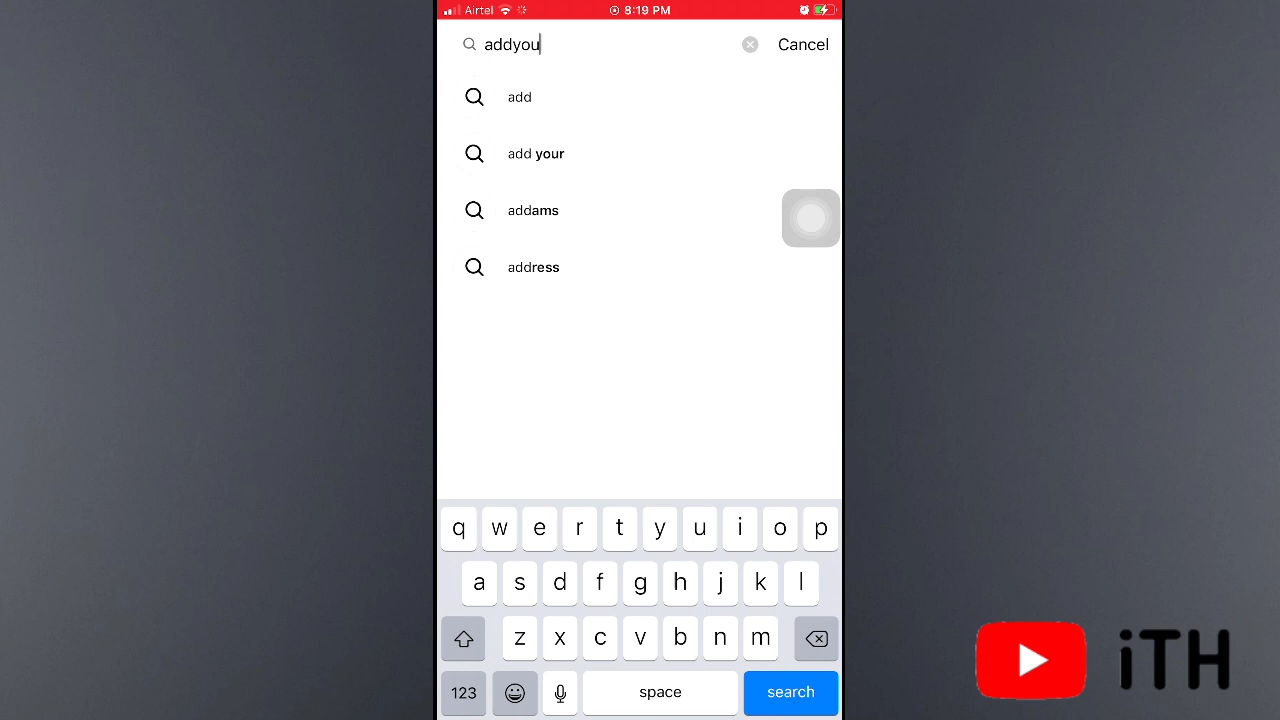 Airtel 8:19 PM
addyou Cancel
add
add your
addams
address
q w e r t y u i o p
a s d f g h j k l
z x c v b n m
123 space search
iTH